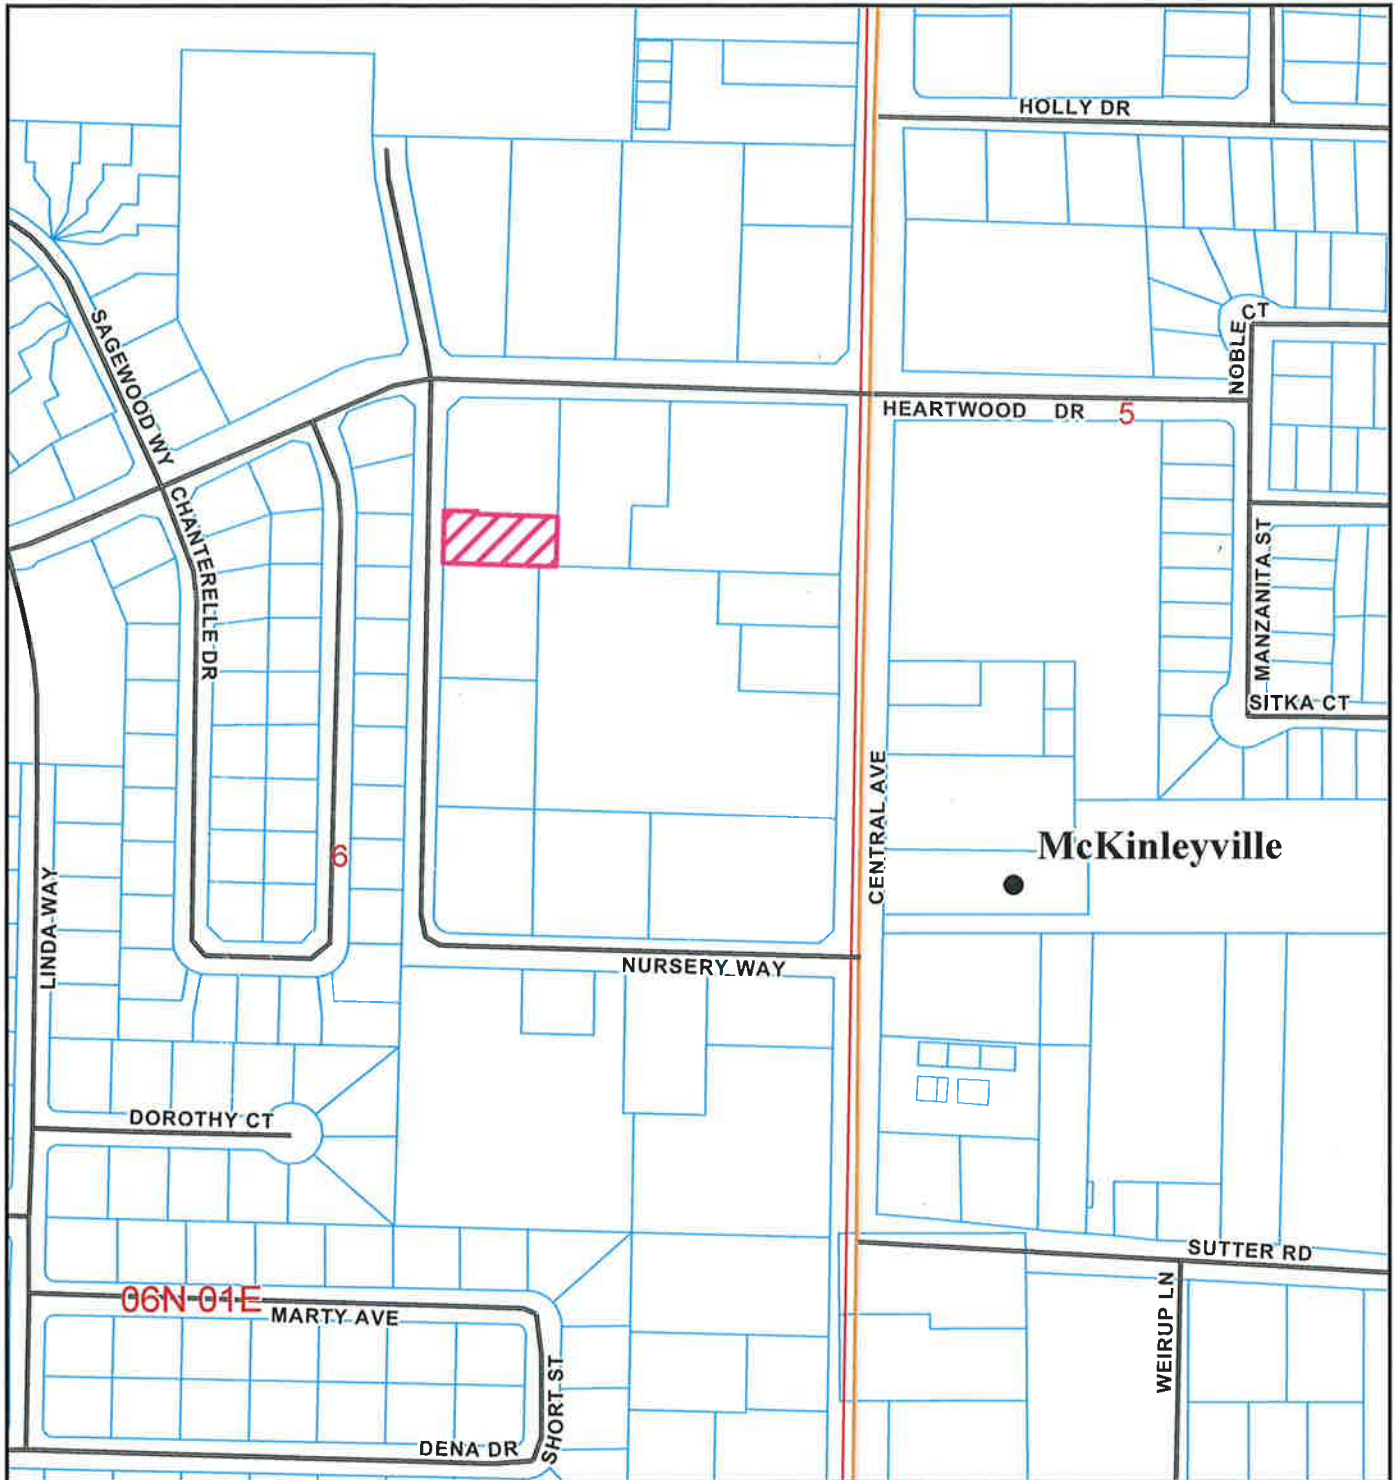 HOLLY DR
SAGEWOOD WY
NOBLE CT
HEARTWOOD DR
5
CHANTERELLE DR
MANZANITA ST
SITKA CT
CENTRAL AVE
McKinleyville
6
LINDA WAY
NURSERY WAY
DOROTHY CT
SUTTER RD
06N 01E
MARTY AVE
WEIRUP LN
SHORT ST
DENA DR